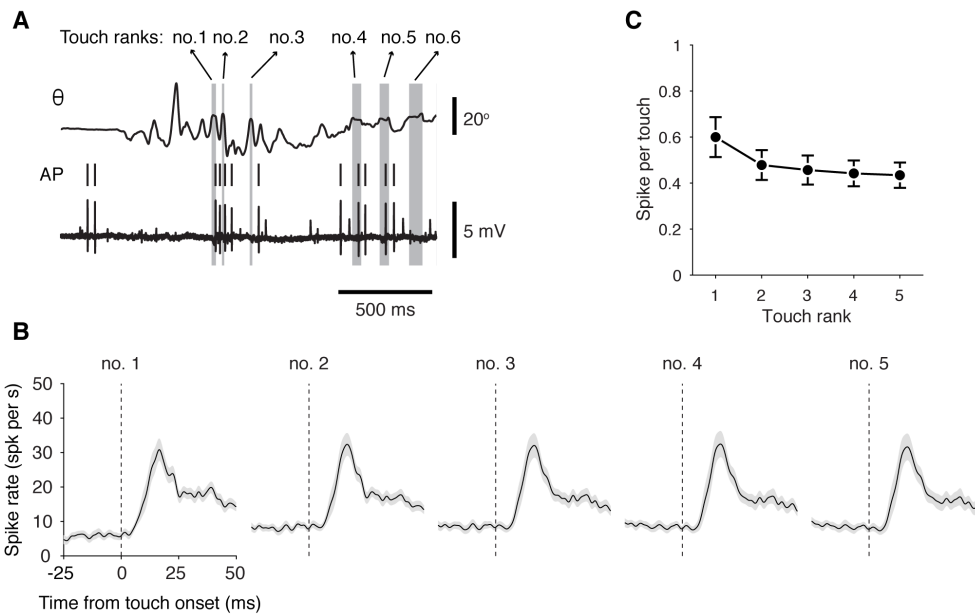 A
Touch ranks: no.1 no.2 no.3 no.4 no.5 no.6
θ
20°
AP
5 mV
500 ms
C
Spike per touch
1
0.8
0.6
0.4
0.2
0
1 2 3 4 5
Touch rank
B
no. 1 no. 2 no. 3 no. 4 no. 5
Spike rate (spk per s)
50
40
30
20
10
0
-25 0 25 50
Time from touch onset (ms)